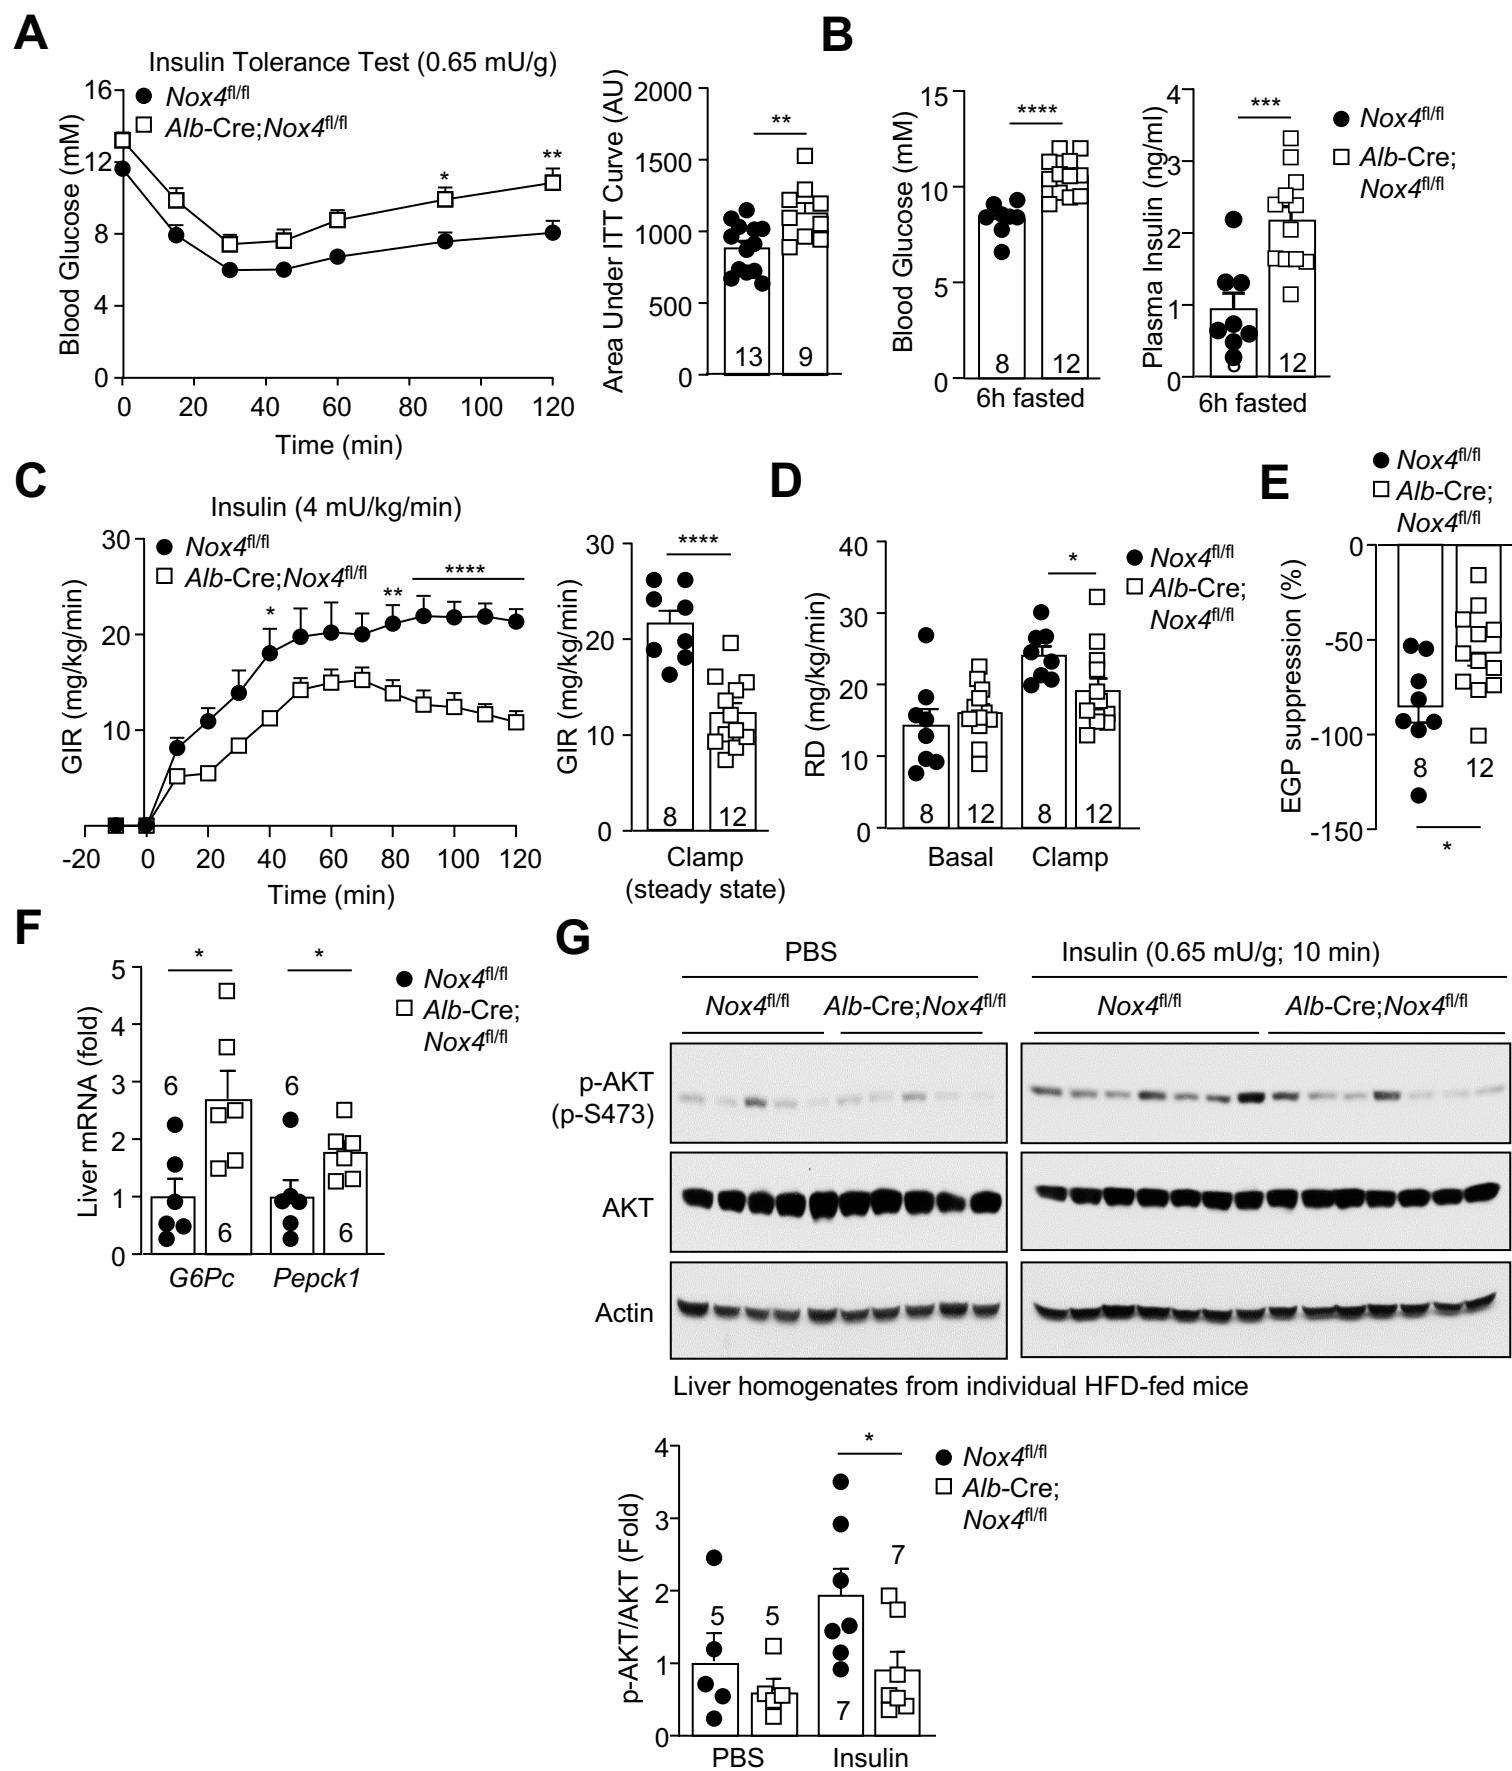 A
Insulin Tolerance Test (0.65 mU/g)
Nox4fl/fl
Alb-Cre;Nox4fl/fl
Blood Glucose (mM)
16
12
8
4
0
*
**
0 20 40 60 80 100 120
Time (min)
Area Under ITT Curve (AU)
2000
1500
1000
500
0
**
13 9
B
Blood Glucose (mM)
15
10
5
0
****
8 12
6h fasted
Plasma Insulin (ng/ml)
4
3
2
1
0
***
8 12
6h fasted
Nox4fl/fl
Alb-Cre;
Nox4fl/fl
C
Insulin (4 mU/kg/min)
Nox4fl/fl
Alb-Cre;Nox4fl/fl
GIR (mg/kg/min)
30
20
10
*
**
****
-20 0 20 40 60 80 100 120
Time (min)
GIR (mg/kg/min)
30
20
10
0
****
8 12
Clamp
(steady state)
D
RD (mg/kg/min)
40
30
20
10
0
*
8 12 8 12
Basal Clamp
Nox4fl/fl
Alb-Cre;
Nox4fl/fl
E
Nox4fl/fl
Alb-Cre;
Nox4fl/fl
EGP suppression (%)
0
-50
-100
-150
8 12
*
F
Liver mRNA (fold)
5
4
3
2
1
0
* *
6 6
6 6
G6Pc Pepck1
Nox4fl/fl
Alb-Cre;
Nox4fl/fl
G
PBS Insulin (0.65 mU/g; 10 min)
Nox4fl/fl Alb-Cre;Nox4fl/fl Nox4fl/fl Alb-Cre;Nox4fl/fl
p-AKT
(p-S473)
AKT
Actin
Liver homogenates from individual HFD-fed mice
p-AKT/AKT (Fold)
4
3
2
1
0
*
5 5 7 7
PBS Insulin
Nox4fl/fl
Alb-Cre;
Nox4fl/fl